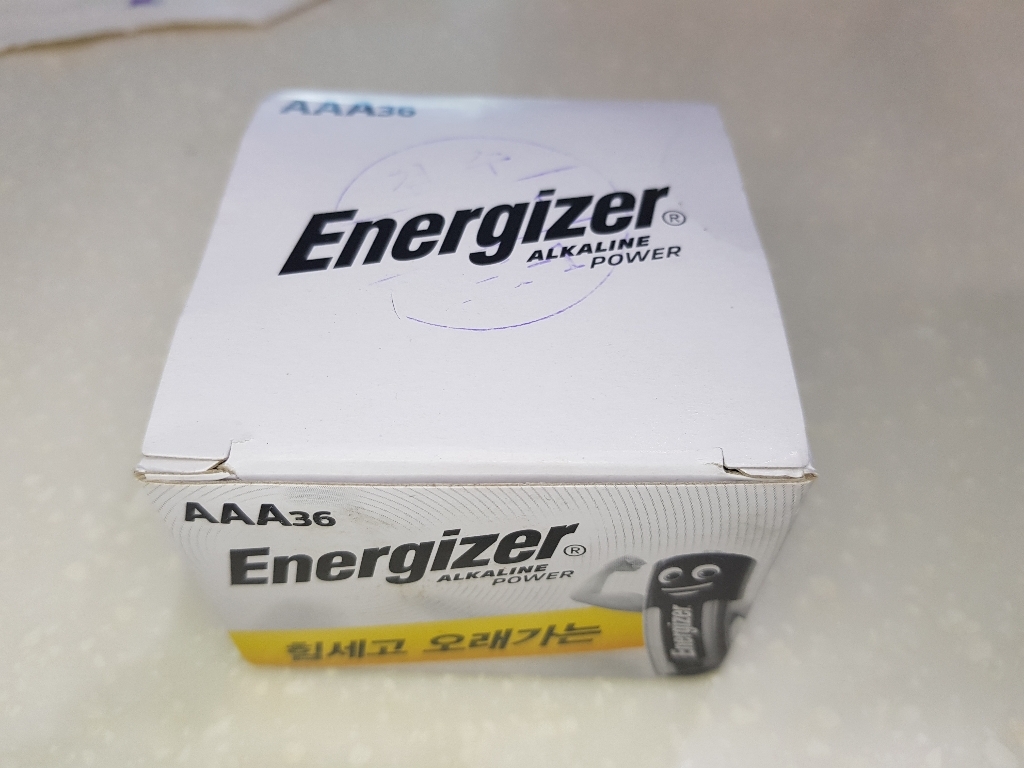 AAA36
Energizer®
ALKALINE
POWER
AAA36
Energizer®
ALKALINE
POWER
힘세고 오래가는
Energizer